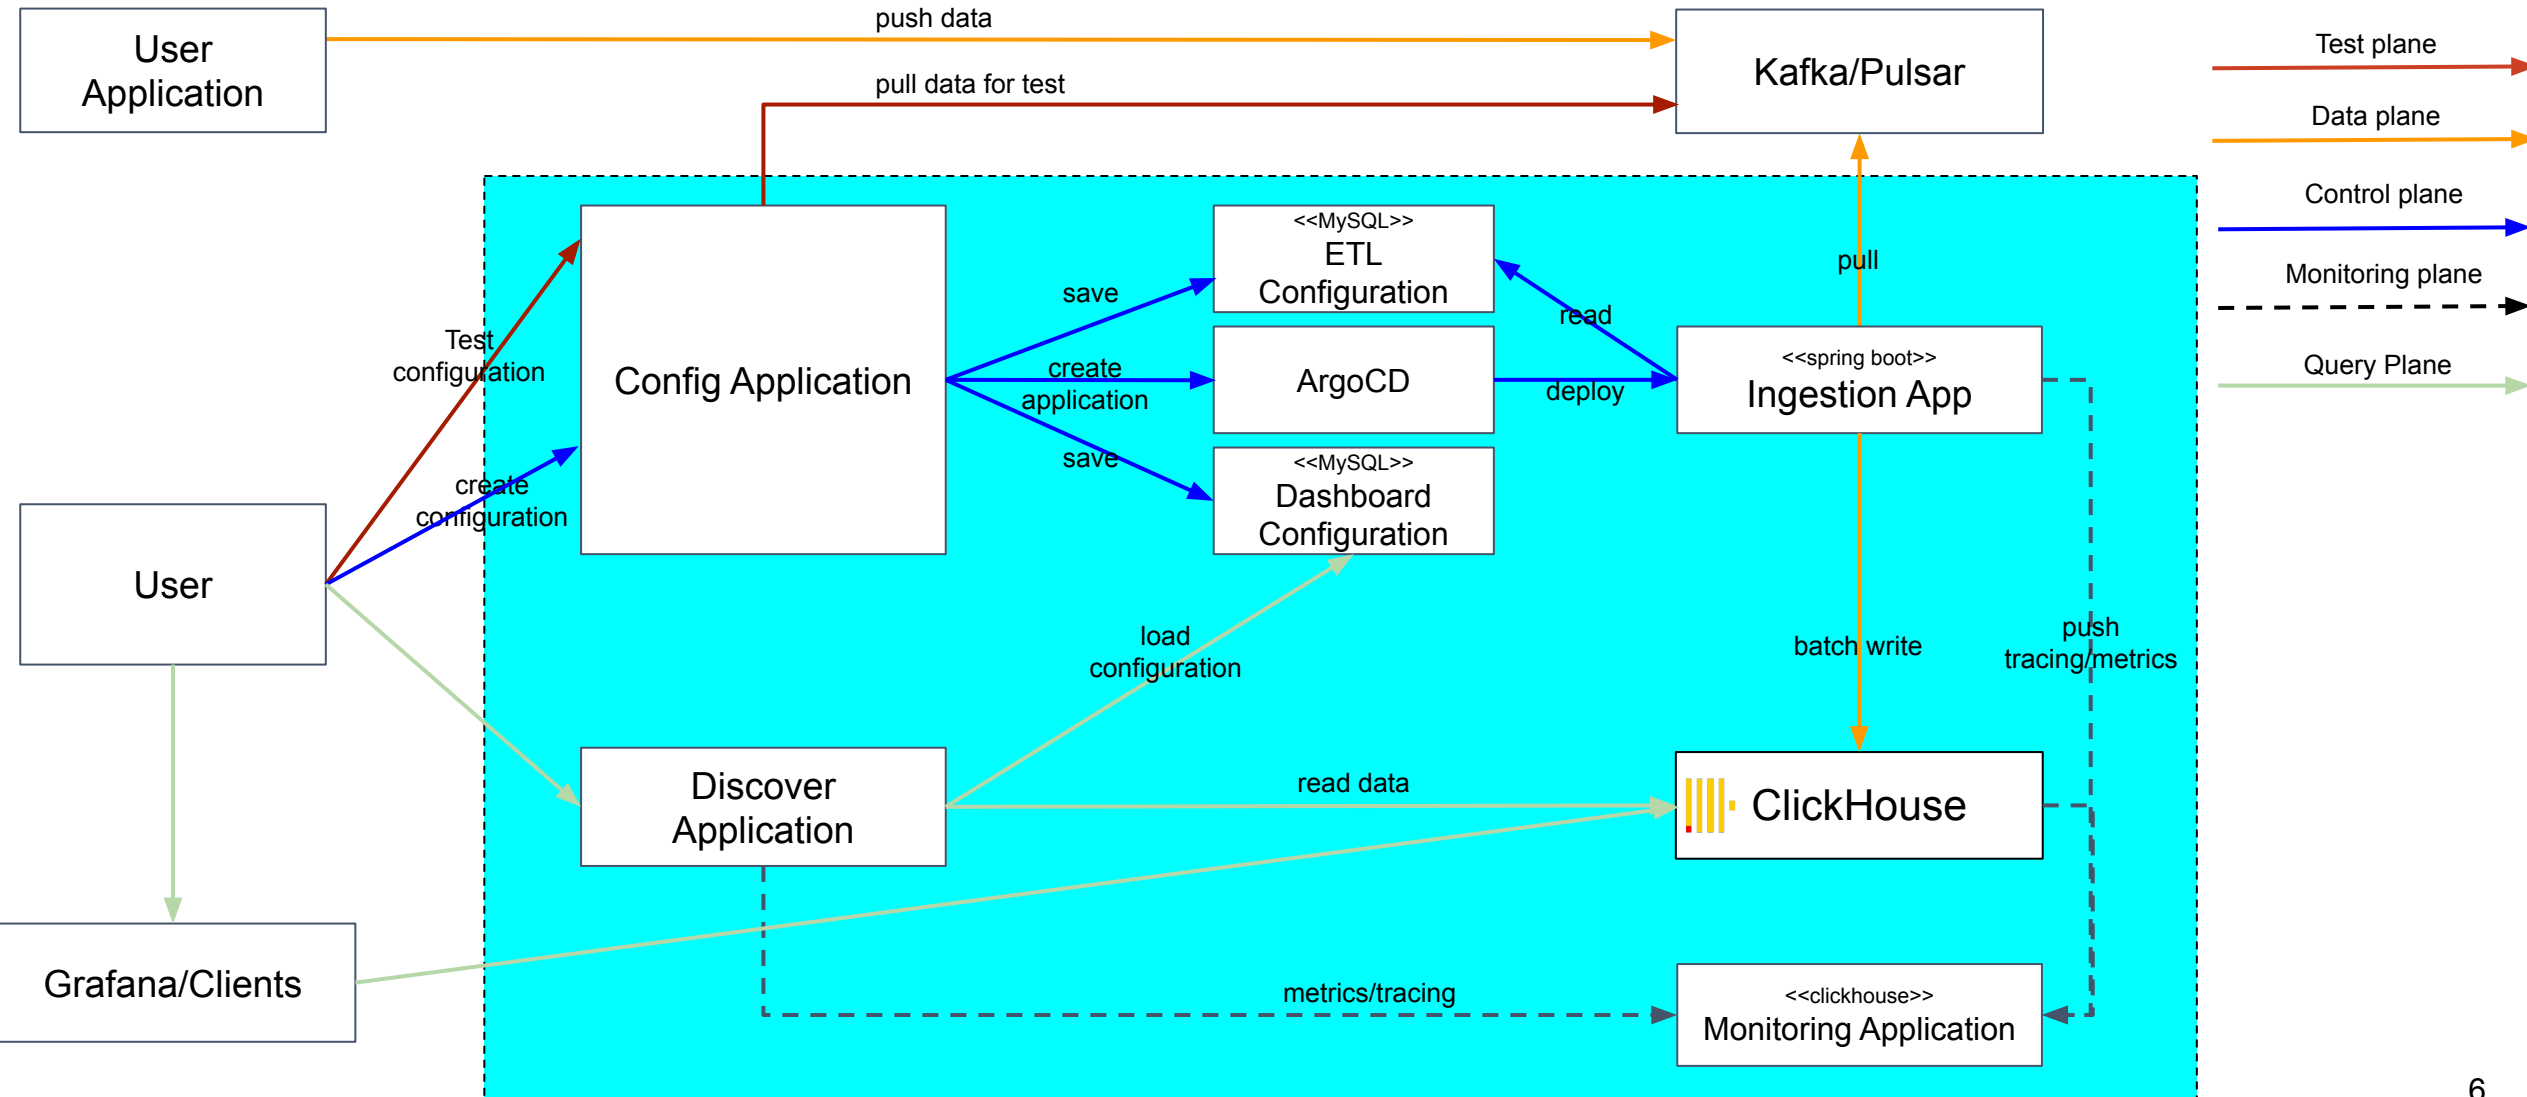 push data
User
Application
pull data for test
Kafka/Pulsar
Test plane
Data plane
Control plane
Monitoring plane
Query Plane
<<MySQL>>
ETL
Configuration
pull
save
read
Test
configuration
Config Application
create
application
ArgoCD
deploy
<<spring boot>>
Ingestion App
save
<<MySQL>>
Dashboard
Configuration
create
configuration
User
load
configuration
batch write
push
tracing/metrics
Discover
Application
read data
ClickHouse
Grafana/Clients
metrics/tracing
<<clickhouse>>
Monitoring Application
6